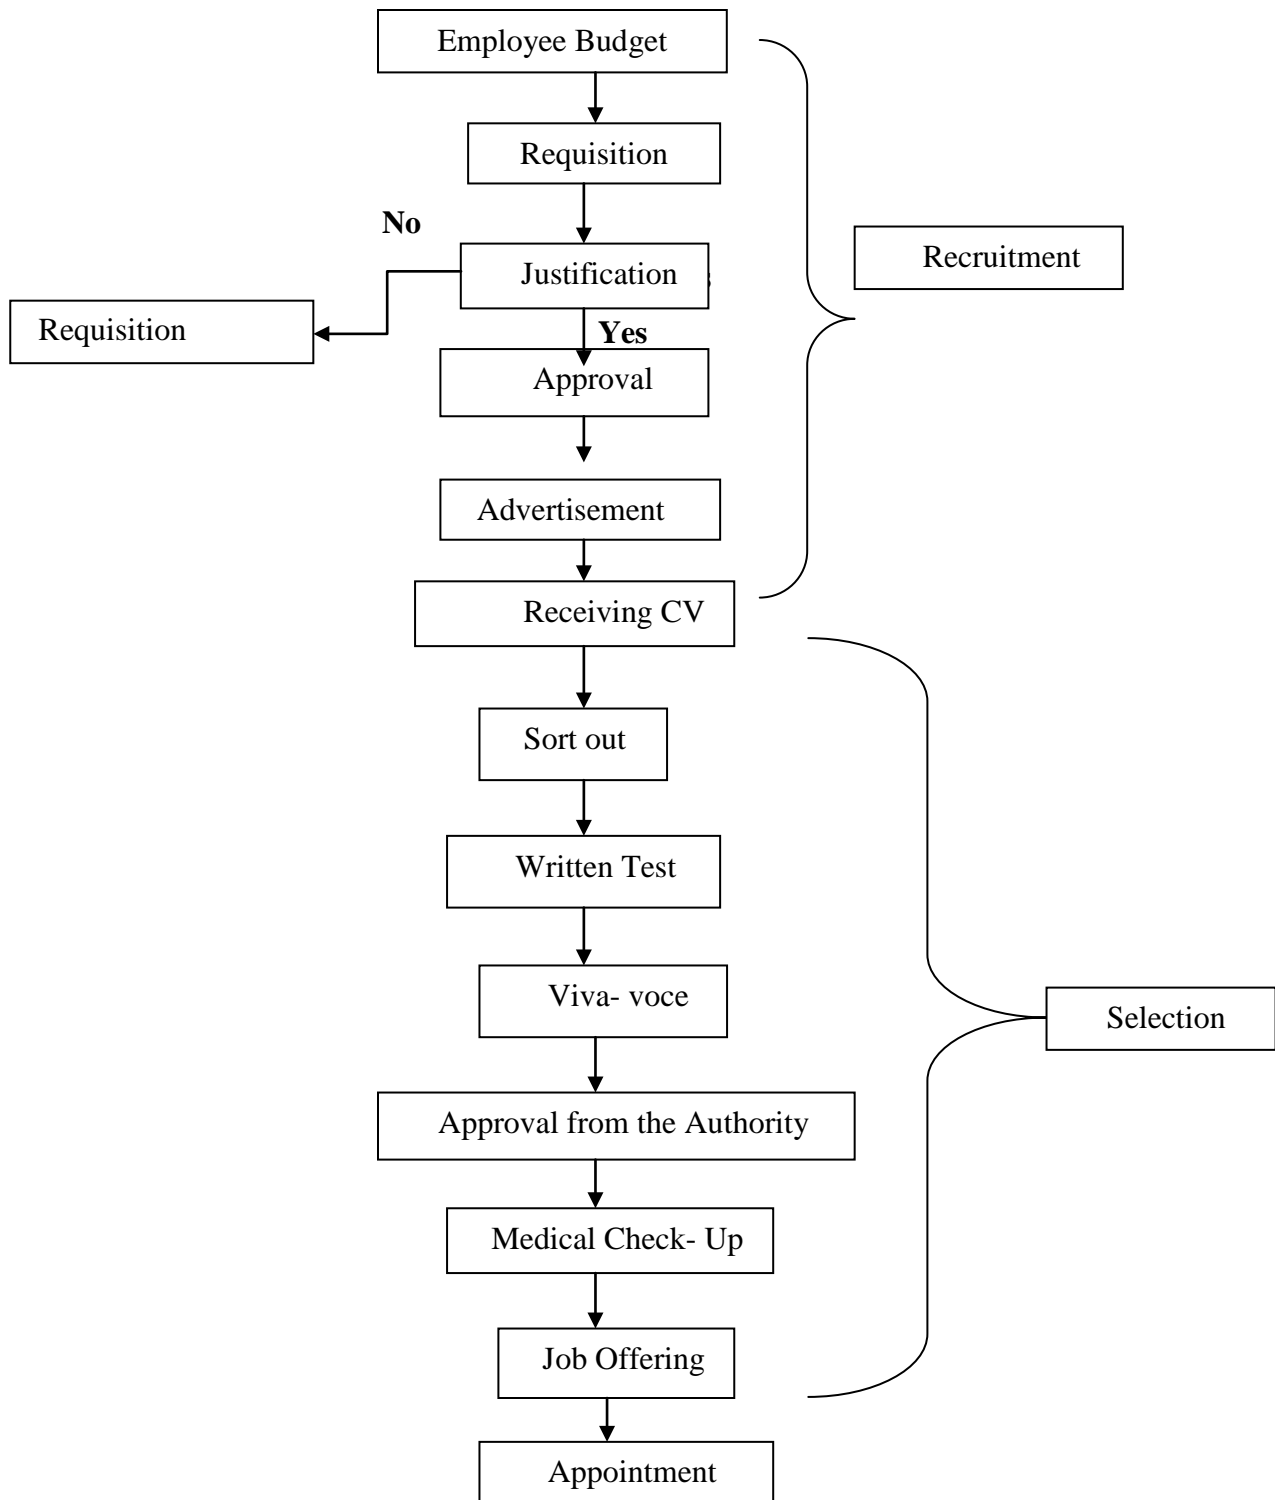 Employee Budget
Requisition
No
Justification
Recruitment
Requisition
Yes
Approval
Advertisement
Receiving CV
Sort out
Written Test
Viva- voce
Selection
Approval from the Authority
Medical Check- Up
Job Offering
Appointment